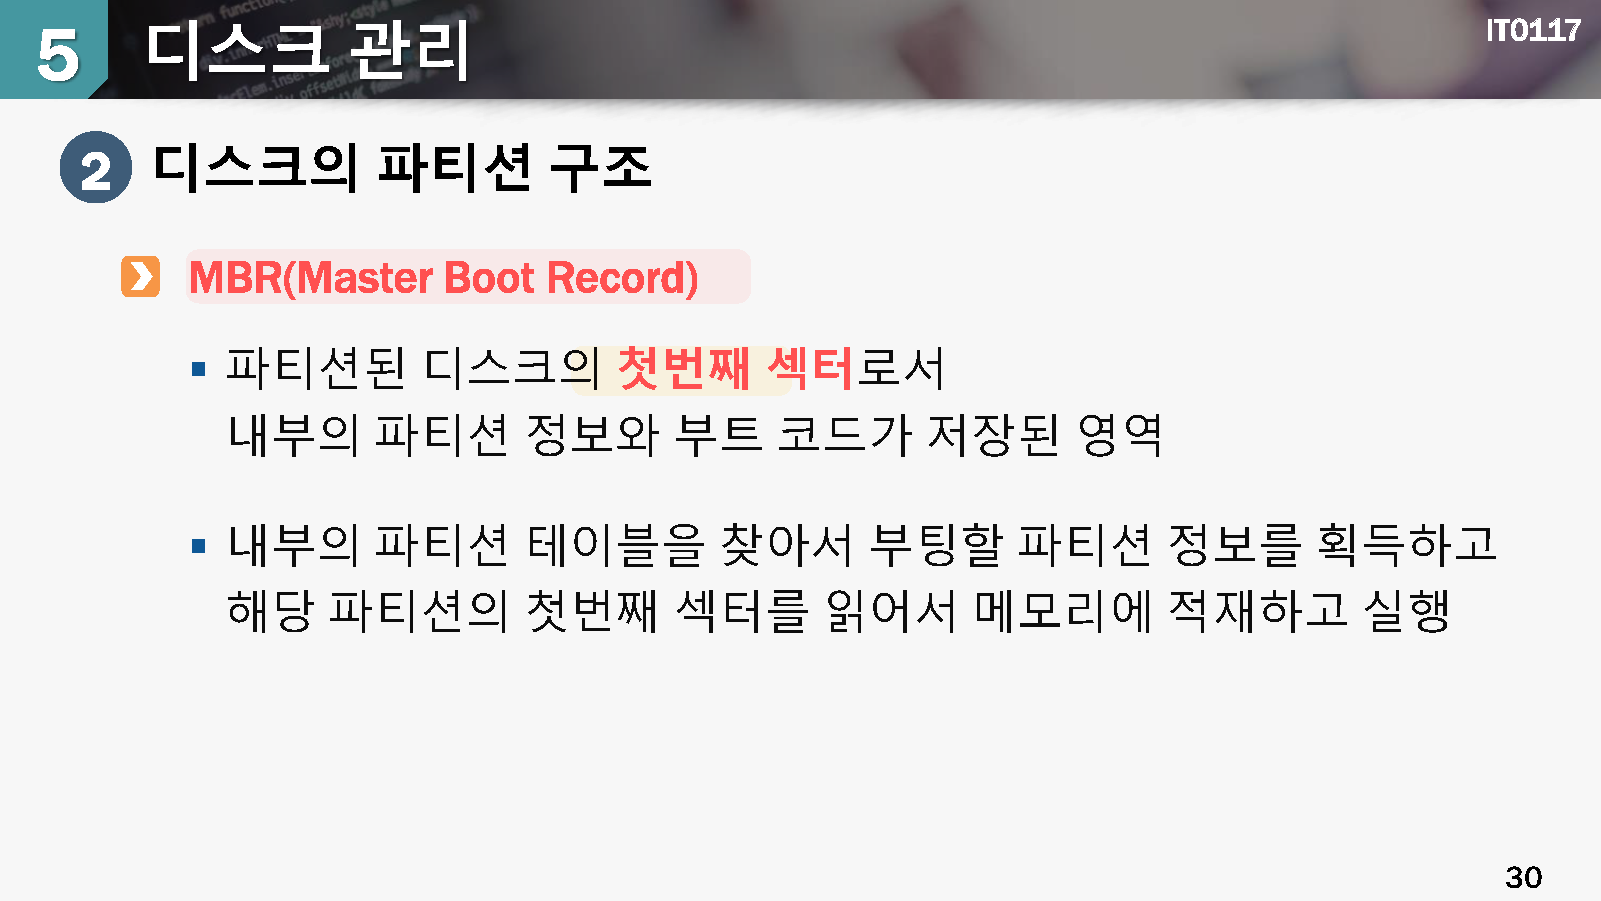 5 디스크 관리
IT0117
2 디스크의 파티션 구조
MBR(Master Boot Record)
파티션된 디스크의 첫번째 섹터로서
내부의 파티션 정보와 부트 코드가 저장된 영역
내부의 파티션 테이블을 찾아서 부팅할 파티션 정보를 획득하고
해당 파티션의 첫번째 섹터를 읽어서 메모리에 적재하고 실행
30